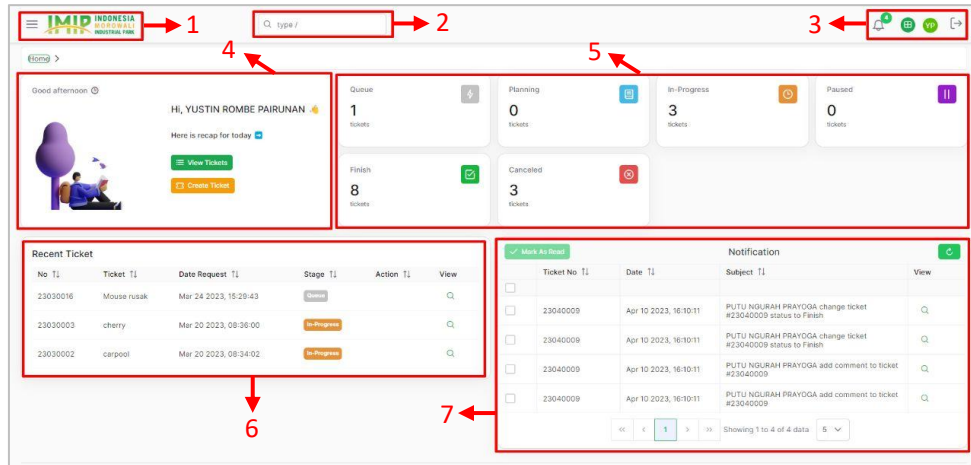 IMIP INDONESIA
MOROWALI
INDUSTRIAL PARK
1
type /
2
3
4
YP
Home >
4
5
Good afternoon
Hi, YUSTIN ROMBE PAIRUNAN
Here is recap for today
View Tickets
Create Ticket
Queue
1
tickets
Planning
0
tickets
In-Progress
3
tickets
Paused
0
tickets
Finish
8
tickets
Canceled
3
tickets
Recent Ticket
No Ticket Date Request Stage Action View
23030016 Mouse rusak Mar 24 2023, 15:29:43 Queue
23030003 cherry Mar 20 2023, 08:36:00 In-Progress
23030002 carpool Mar 20 2023, 08:34:02 In-Progress
6
Mark As Read Notification
Ticket No Date Subject View
23040009 Apr 10 2023, 16:10:11 PUTU NGURAH PRAYOGA change ticket
#23040009 status to Finish
23040009 Apr 10 2023, 16:10:11 PUTU NGURAH PRAYOGA change ticket
#23040009 status to Finish
23040009 Apr 10 2023, 16:10:11 PUTU NGURAH PRAYOGA add comment to ticket
#23040009
23040009 Apr 10 2023, 16:10:11 PUTU NGURAH PRAYOGA add comment to ticket
#23040009
7
<< < 1 > >> Showing 1 to 4 of 4 data 5